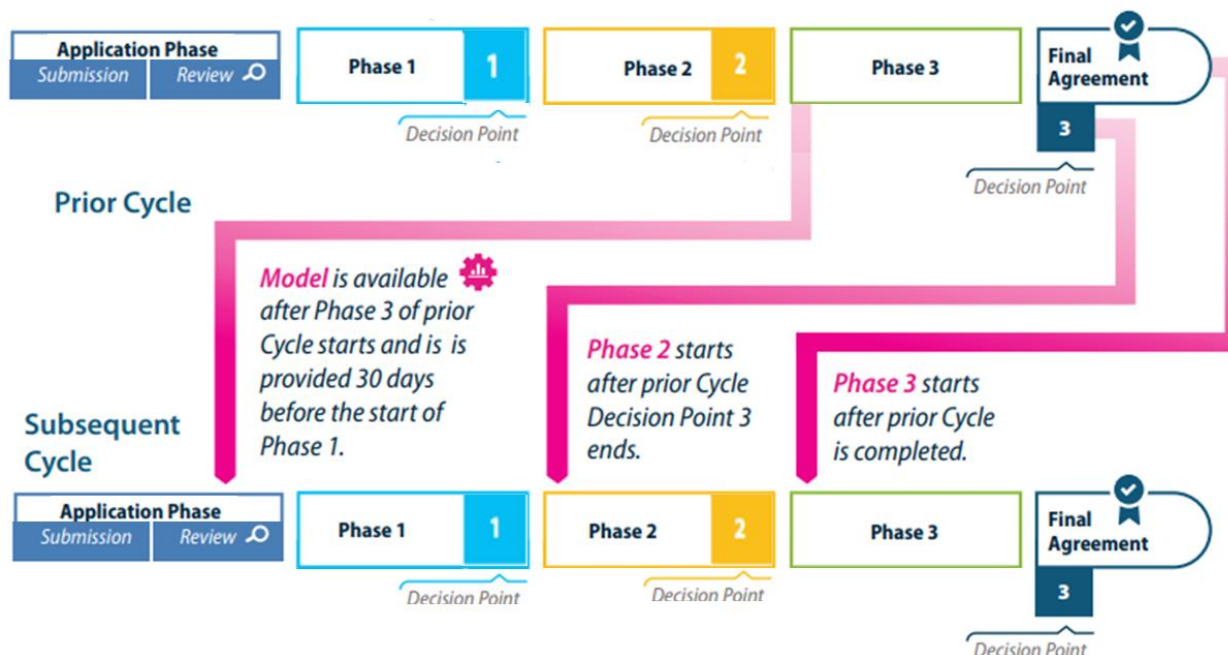 Application Phase
Submission
Review
Phase 1
1
Phase 2
2
Phase 3
Final
Agreement
3
Decision Point
Decision Point
Decision Point
Prior Cycle
Model is available
after Phase 3 of prior
Cycle starts and is is
provided 30 days
before the start of
Phase 1.
Phase 2 starts
after prior Cycle
Decision Point 3
ends.
Phase 3 starts
after prior Cycle
is completed.
Subsequent
Cycle
Application Phase
Submission
Review
Phase 1
1
Phase 2
2
Phase 3
Final
Agreement
3
Decision Point
Decision Point
Decision Point